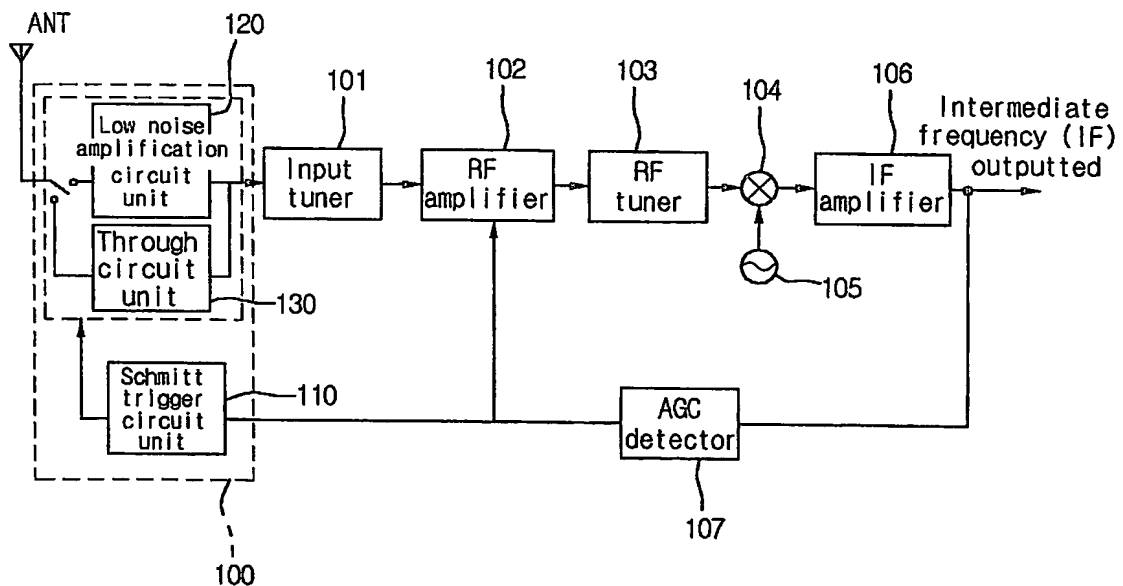 ANT
120
101
102
103
104
106
Intermediate
frequency (IF)
outputted
Low noise
amplification
circuit
unit
Input
tuner
RF
amplifier
RF
tuner
IF
amplifier
Through
circuit
unit
130
105
Schmitt
trigger
circuit
unit
110
AGC
detector
107
100